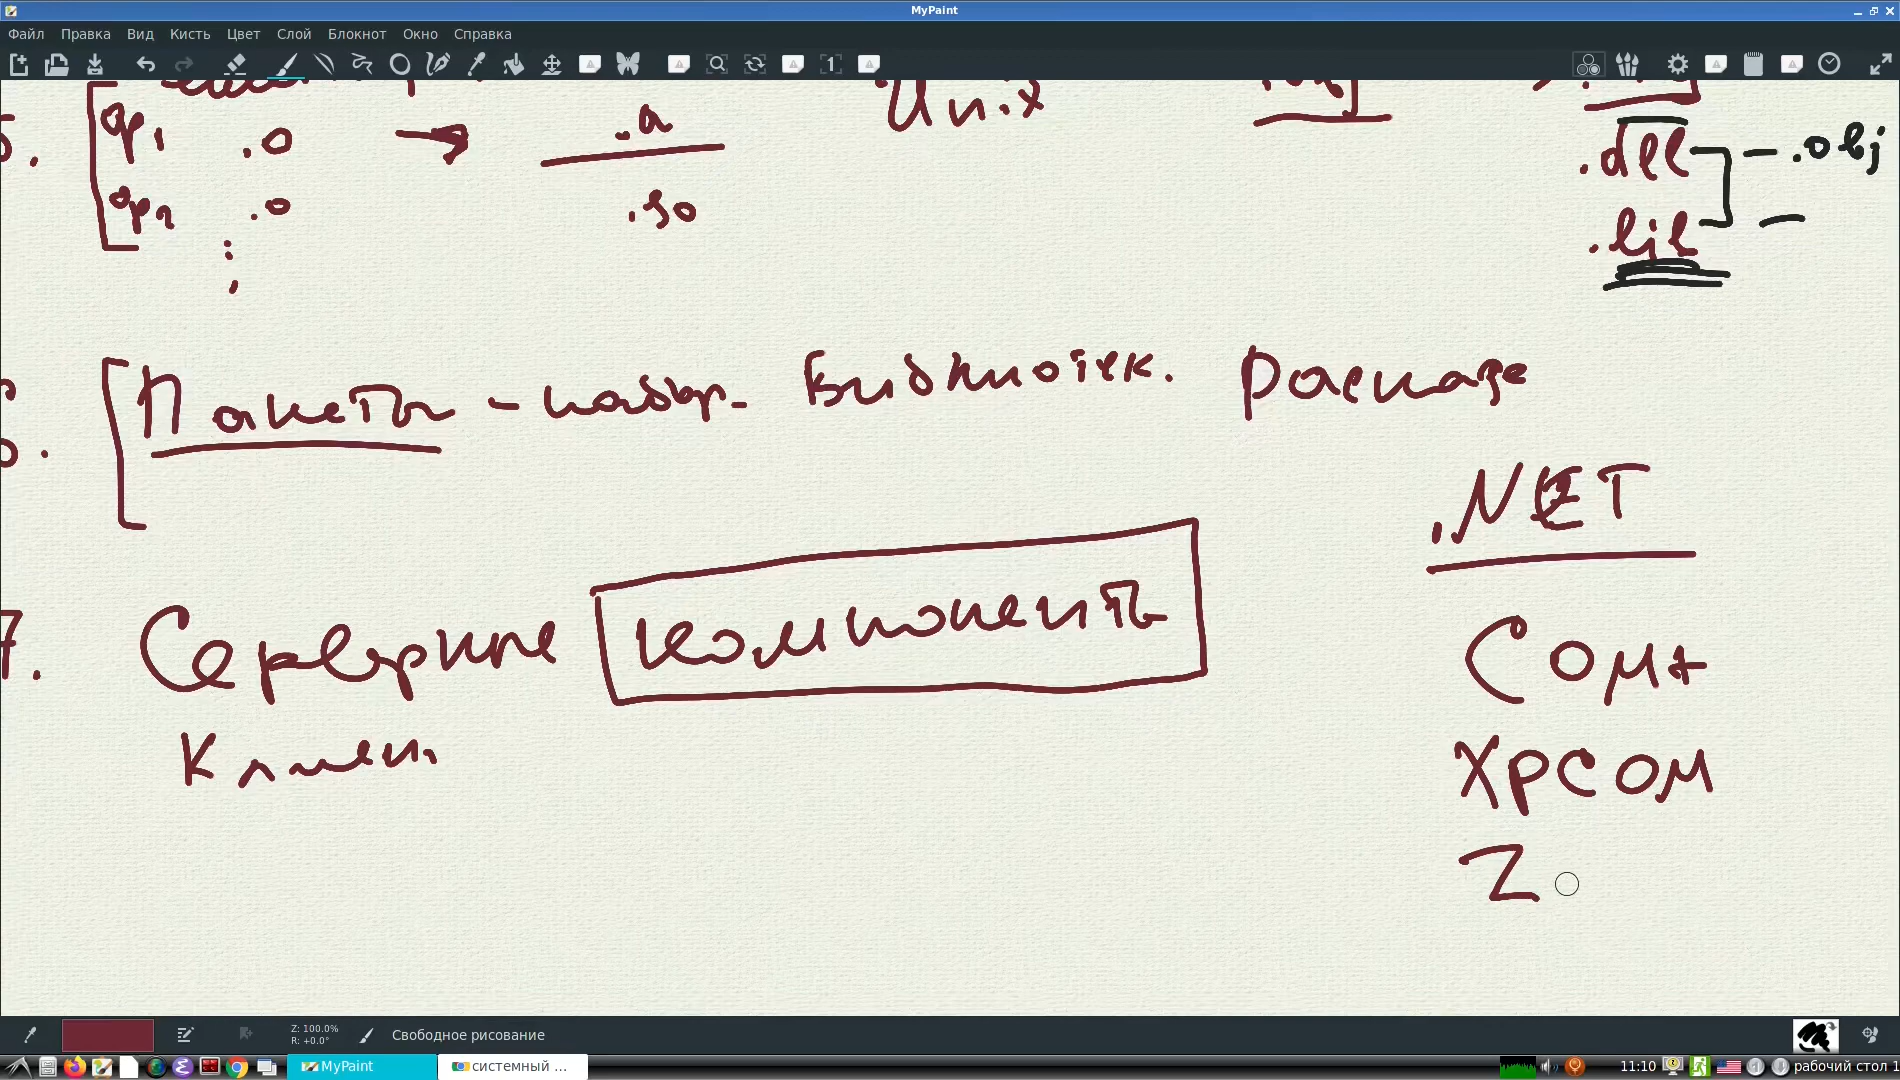 MyPaint
Файл Правка Вид Кисть Цвет Слой Блокнот Окно Справка
5. .o .a Unix .dll — .obj
.o .so .lib —
6. Пакеты - набор. Библиотек. package
.NET
7. Серверные компоненты COM+
Клиент XPCOM
Z
Z: 100.0%
R: +0.0°
Свободное рисование
MyPaint системный ... 11:10 рабочий стол 1